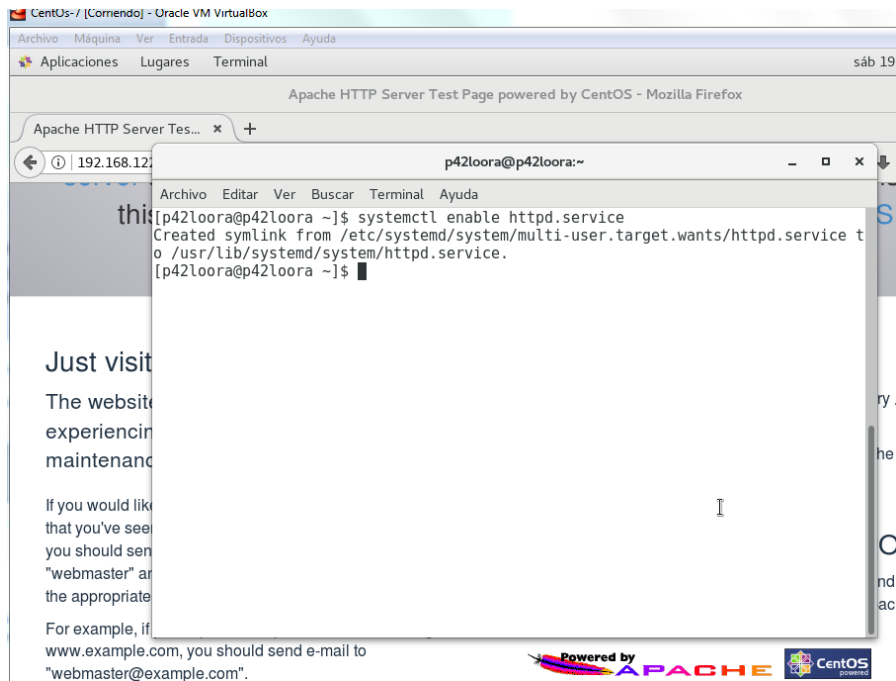 CentOs-7 [Corriendo] - Oracle VM VirtualBox
Archivo Máquina Ver Entrada Dispositivos Ayuda
Aplicaciones Lugares Terminal sáb 19
Apache HTTP Server Test Page powered by CentOS - Mozilla Firefox
Apache HTTP Server Tes... × +
192.168.122
p42loora@p42loora:~
Archivo Editar Ver Buscar Terminal Ayuda
[p42loora@p42loora ~]$ systemctl enable httpd.service
Created symlink from /etc/systemd/system/multi-user.target.wants/httpd.service t
o /usr/lib/systemd/system/httpd.service.
[p42loora@p42loora ~]$
this
Just visit
The website
experiencin
maintenanc
If you would like
that you've seen
you should sen
"webmaster" an
the appropriate
For example, if
www.example.com, you should send e-mail to
"webmaster@example.com".
Powered by
APACHE
CentOS
powered